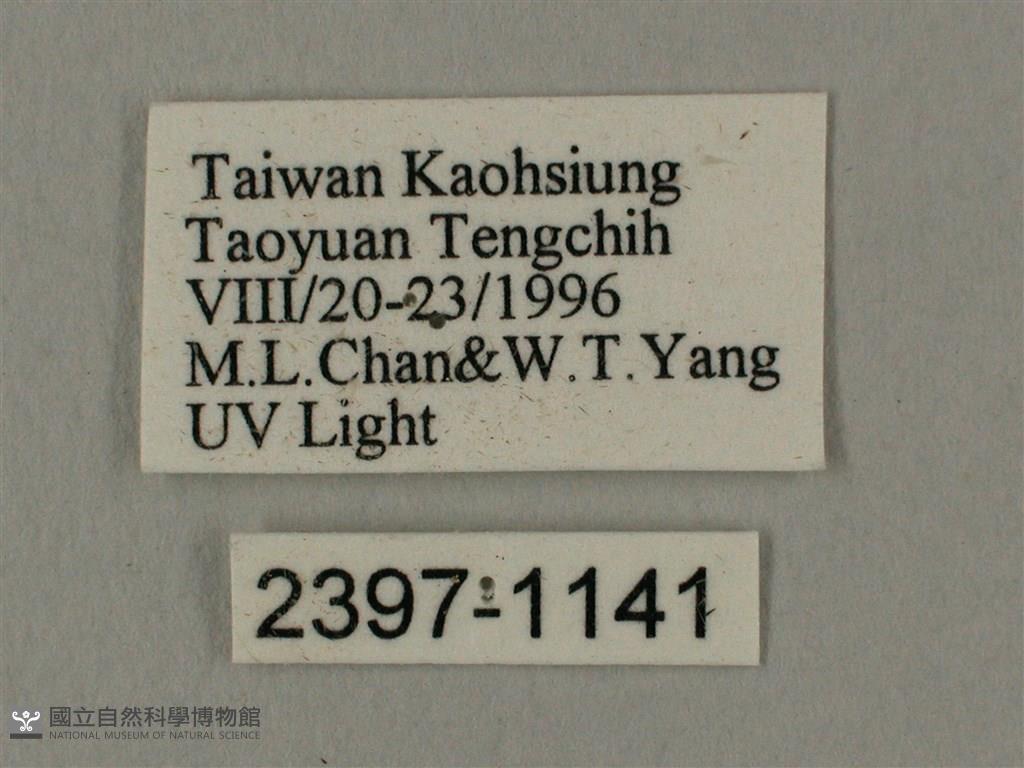 Taiwan Kaohsiung
Taoyuan Tengchih
VIII/20-23/1996
M.L.Chan&W.T.Yang
UV Light
2397-1141
國立自然科學博物館
NATIONAL MUSEUM OF NATURAL SCIENCE